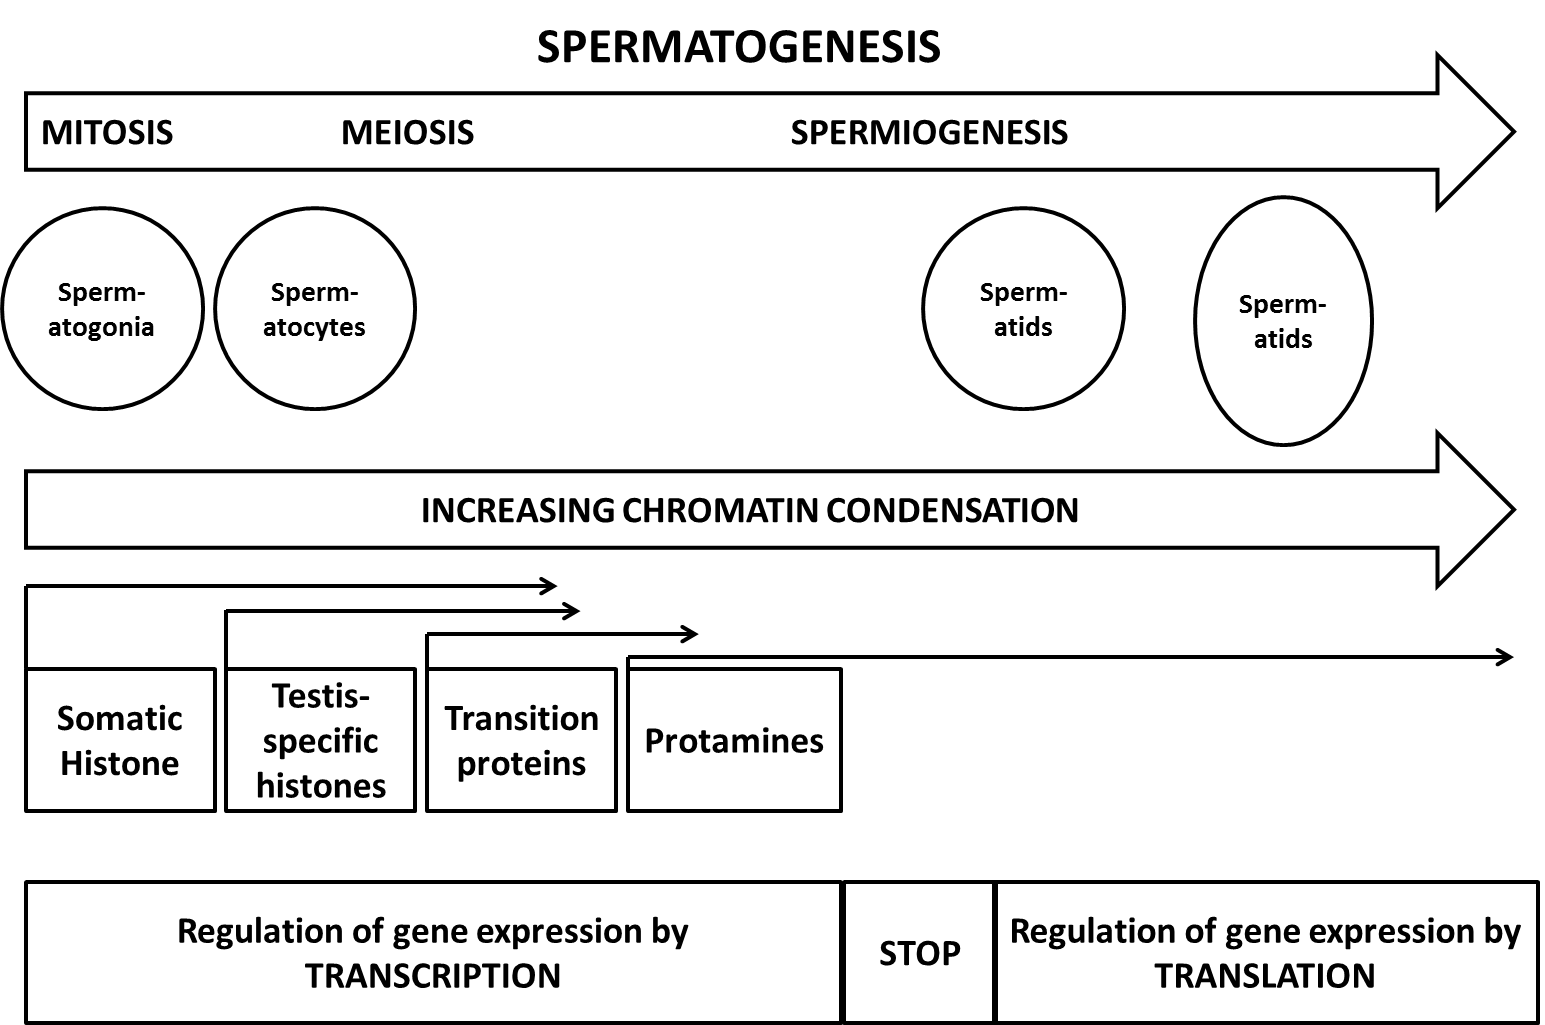 SPERMATOGENESIS
MITOSIS MEIOSIS SPERMIOGENESIS
Sperm-
atogonia
Sperm-
atocytes
Sperm-
atids
Sperm-
atids
INCREASING CHROMATIN CONDENSATION
Somatic
Histone
Testis-
specific
histones
Transition
proteins
Protamines
Regulation of gene expression by
TRANSCRIPTION
STOP
Regulation of gene expression by
TRANSLATION